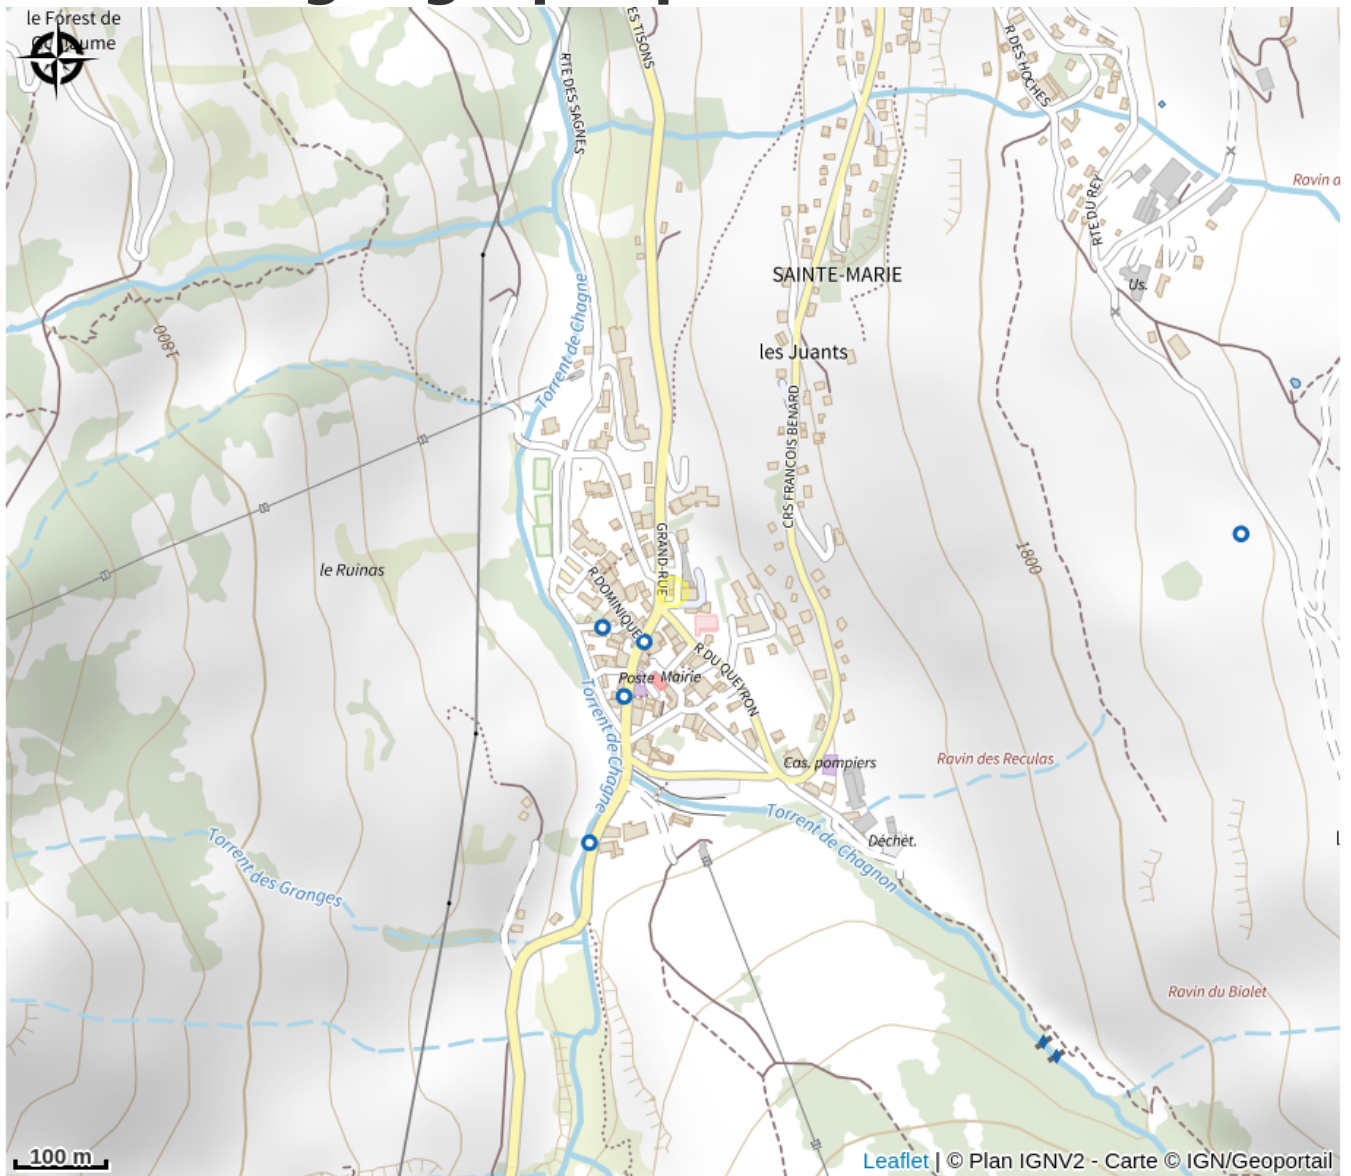 le Forest de
RTE DES SAGNES
ES TISONS
R DES HOCHES
RTE DU REY
Ravin d
SAINTE-MARIE
Us.
Torrent de Chagne
1800
les Juants
CRS FRANCOIS BENARD
GRAND-RUE
1800
le Ruinas
R DOMINIQUE
R DU QUEYRON
Poste Mairie
Torrent de Chagne
Cas. pompiers
Ravin des Reculas
Torrent de Chagnon
Déchèt.
Torrent des Granges
Ravin du Bialet
100 m
Leaflet | © Plan IGNV2 - Carte © IGN/Geoportail